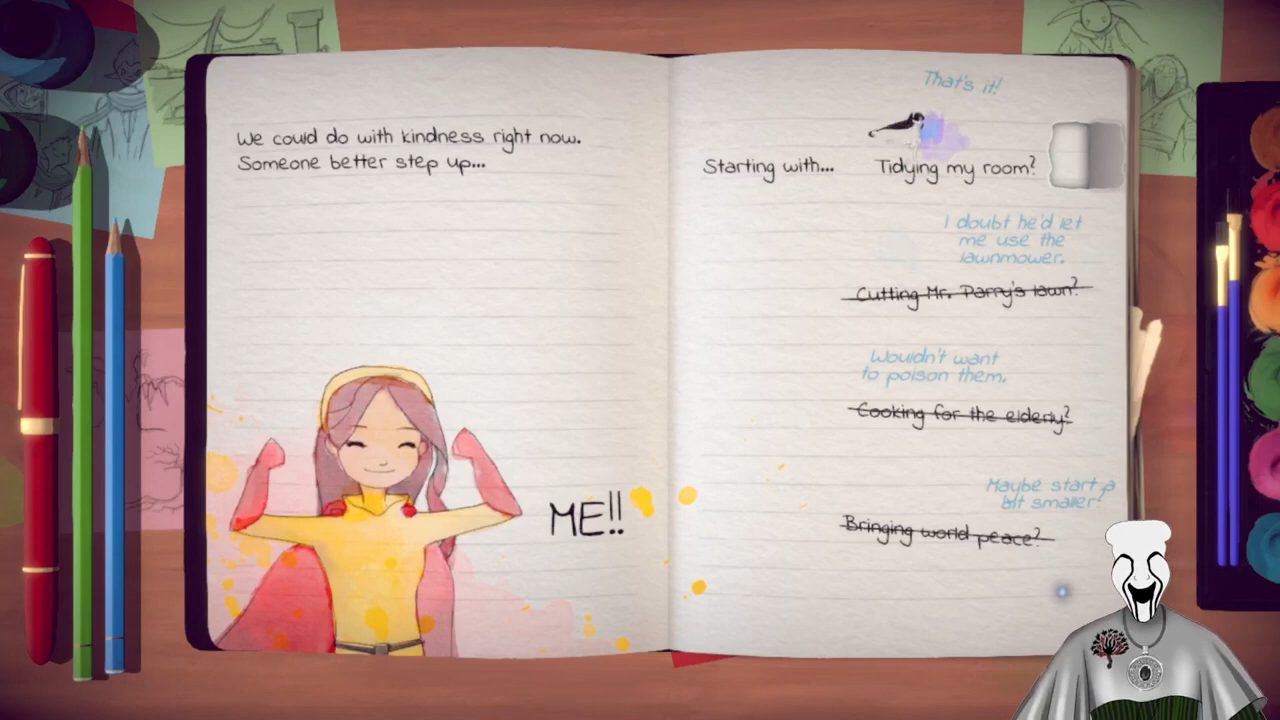 We could do with kindness right now.
Someone better step up...
ME!!
That's it!
Starting with... Tidying my room?
I doubt he'd let
me use the
lawnmower.
Cutting Mr. Parry's lawn?
Wouldn't want
to poison them.
Cooking for the elderly?
Maybe start a
bit smaller?
Bringing world peace?